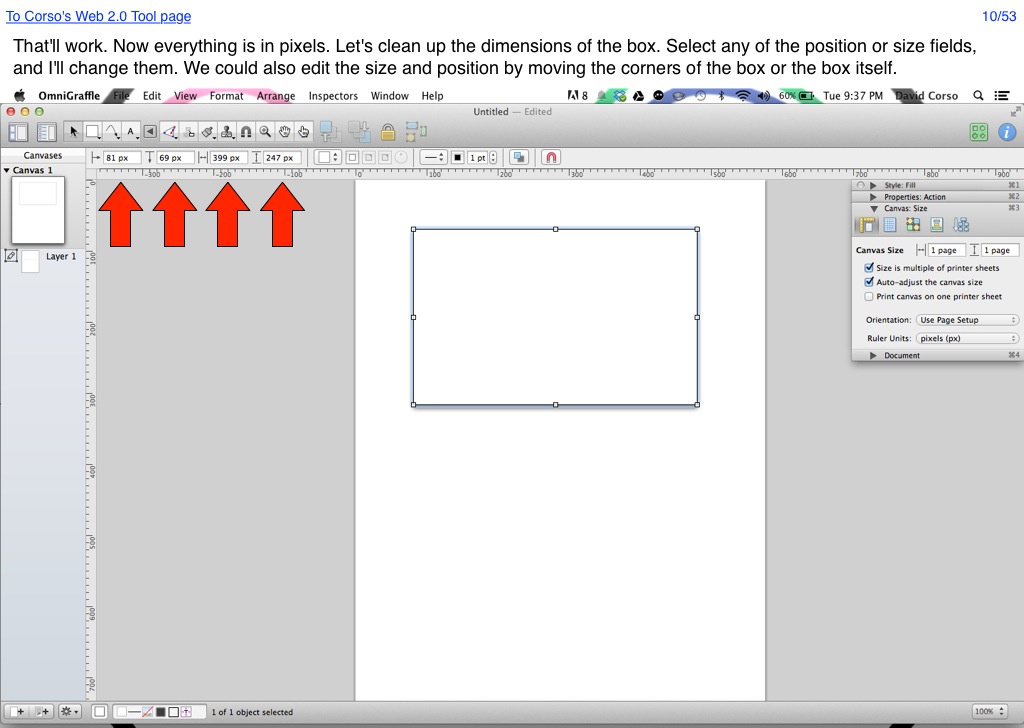 To Corso's Web 2.0 Tool page 10/53
That'll work. Now everything is in pixels. Let's clean up the dimensions of the box. Select any of the position or size fields,
and I'll change them. We could also edit the size and position by moving the corners of the box or the box itself.
OmniGraffle File Edit View Format Arrange Inspectors Window Help 8 60% Tue 9:37 PM David Corso
Untitled — Edited
A
Canvases 81 px 69 px 399 px 247 px 1 pt
Canvas 1
-300 -200 -100 0 100 200 300 400 500 600 700 800 900
Style: Fill ⌘1
Properties: Action ⌘2
Canvas: Size ⌘3
Canvas Size 1 page 1 page
Size is multiple of printer sheets
Auto-adjust the canvas size
Print canvas on one printer sheet
Orientation: Use Page Setup
Ruler Units: pixels (px)
Document ⌘4
Layer 1
0
100
200
300
400
500
600
700
1 of 1 object selected 100%